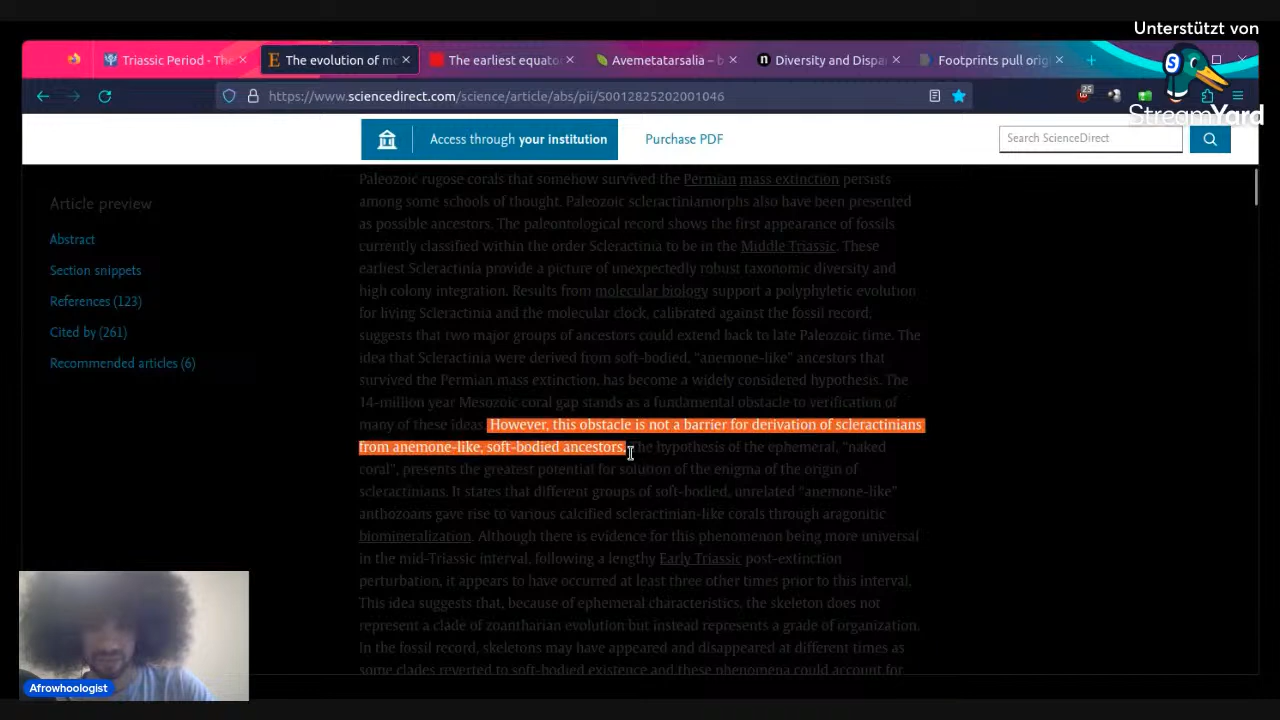 Unterstützt von
StreamYard
Triassic Period - The
The evolution of mo
The earliest equato
Avemetatarsalia – b
Diversity and Dispa
Footprints pull orig
https://www.sciencedirect.com/science/article/abs/pii/S0012825202001046
25
Access through your institution
Purchase PDF
Search ScienceDirect
Article preview
Abstract
Section snippets
References (123)
Cited by (261)
Recommended articles (6)
Paleozoic rugose corals that somehow survived the Permian mass extinction persists
among some schools of thought. Paleozoic scleractiniamorphs also have been presented
as possible ancestors. The paleontological record shows the first appearance of fossils
currently classified within the order Scleractinia to be in the Middle Triassic. These
earliest Scleractinia provide a picture of unexpectedly robust taxonomic diversity and
high colony integration. Results from molecular biology support a polyphyletic evolution
for living Scleractinia and the molecular clock, calibrated against the fossil record,
suggests that two major groups of ancestors could extend back to late Paleozoic time. The
idea that Scleractinia were derived from soft-bodied, “anemone-like” ancestors that
survived the Permian mass extinction, has become a widely considered hypothesis. The
14-million year Mesozoic coral gap stands as a fundamental obstacle to verification of
many of these ideas. However, this obstacle is not a barrier for derivation of scleractinians
from anemone-like, soft-bodied ancestors. The hypothesis of the ephemeral, “naked
coral”, presents the greatest potential for solution of the enigma of the origin of
scleractinians. It states that different groups of soft-bodied, unrelated “anemone-like”
anthozoans gave rise to various calcified scleractinian-like corals through aragonitic
biomineralization. Although there is evidence for this phenomenon being more universal
in the mid-Triassic interval, following a lengthy Early Triassic post-extinction
perturbation, it appears to have occurred at least three other times prior to this interval.
This idea suggests that, because of ephemeral characteristics, the skeleton does not
represent a clade of zoantharian evolution but instead represents a grade of organization.
In the fossil record, skeletons may have appeared and disappeared at different times as
some clades reverted to soft-bodied existence and these phenomena could account for
Afrowhoologist